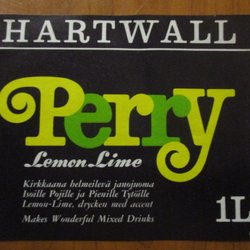 HARTWALL
Perry
Lemon Lime
Kirkkaana helmeilevä janojuoma
Isoille Pojille ja Pienille Tytöille
Lemon-Lime, drycken med accent
Makes Wonderful Mixed Drinks
1L